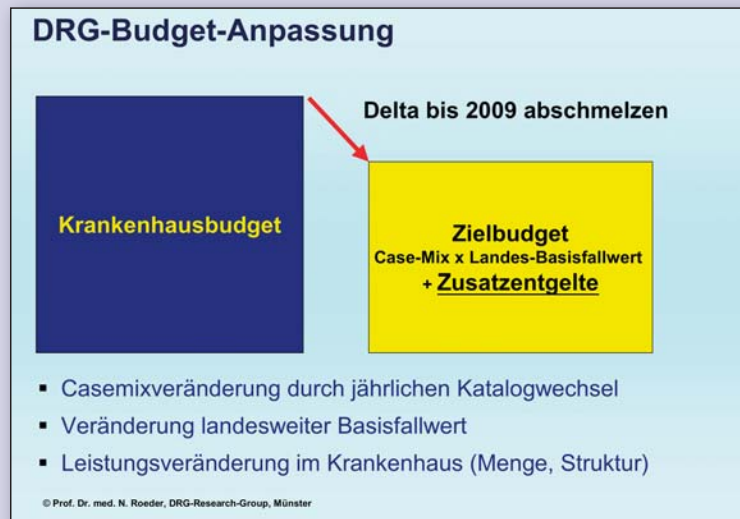 DRG-Budget-Anpassung
Delta bis 2009 abschmelzen
Krankenhausbudget
Zielbudget
Case-Mix x Landes-Basisfallwert
+ Zusatzentgelte
▪ Casemixveränderung durch jährlichen Katalogwechsel
▪ Veränderung landesweiter Basisfallwert
▪ Leistungsveränderung im Krankenhaus (Menge, Struktur)
© Prof. Dr. med. N. Roeder, DRG-Research-Group, Münster